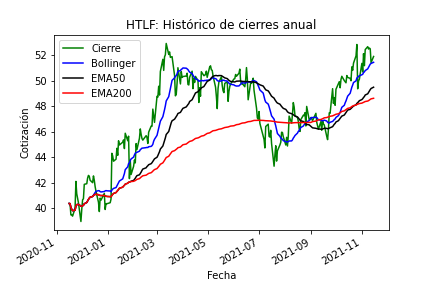 HTLF: Histórico de cierres anual
Cierre
Bollinger
EMA50
EMA200
Cotización
52
50
48
46
44
42
40
2020-11
2021-01
2021-03
2021-05
2021-07
2021-09
2021-11
Fecha